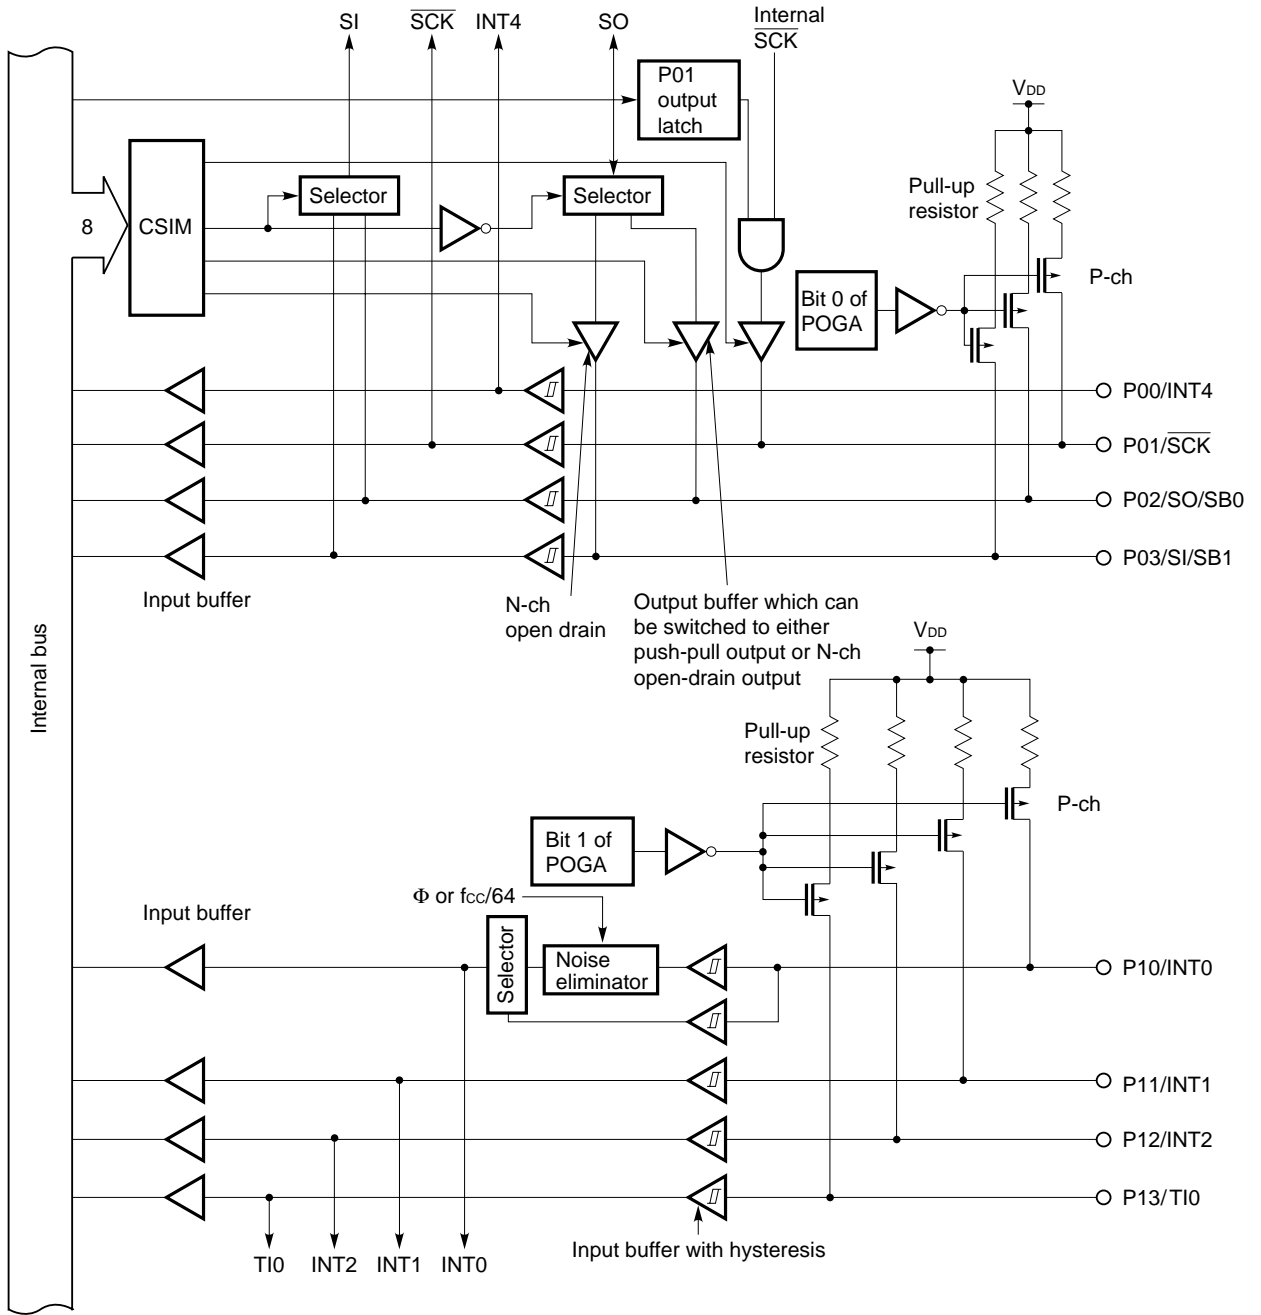 SI
SCK
INT4
SO
Internal
SCK
P01
output
latch
VDD
Pull-up
resistor
Selector
Selector
8
CSIM
P-ch
Bit 0 of
POGA
P00/INT4
P01/SCK
P02/SO/SB0
P03/SI/SB1
Input buffer
N-ch
open drain
Output buffer which can
be switched to either
push-pull output or N-ch
open-drain output
Internal bus
VDD
Pull-up
resistor
P-ch
Bit 1 of
POGA
Φ or fCC/64
Input buffer
Selector
Noise
eliminator
P10/INT0
P11/INT1
P12/INT2
P13/TI0
Input buffer with hysteresis
TI0
INT2
INT1
INT0